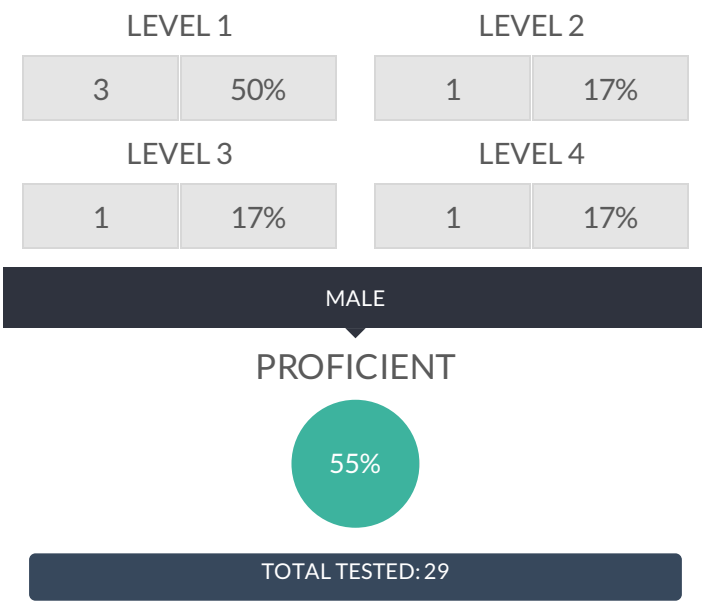 LEVEL 1 LEVEL 2
3 50% 1 17%
LEVEL 3 LEVEL 4
1 17% 1 17%
MALE
PROFICIENT
55%
TOTAL TESTED: 29